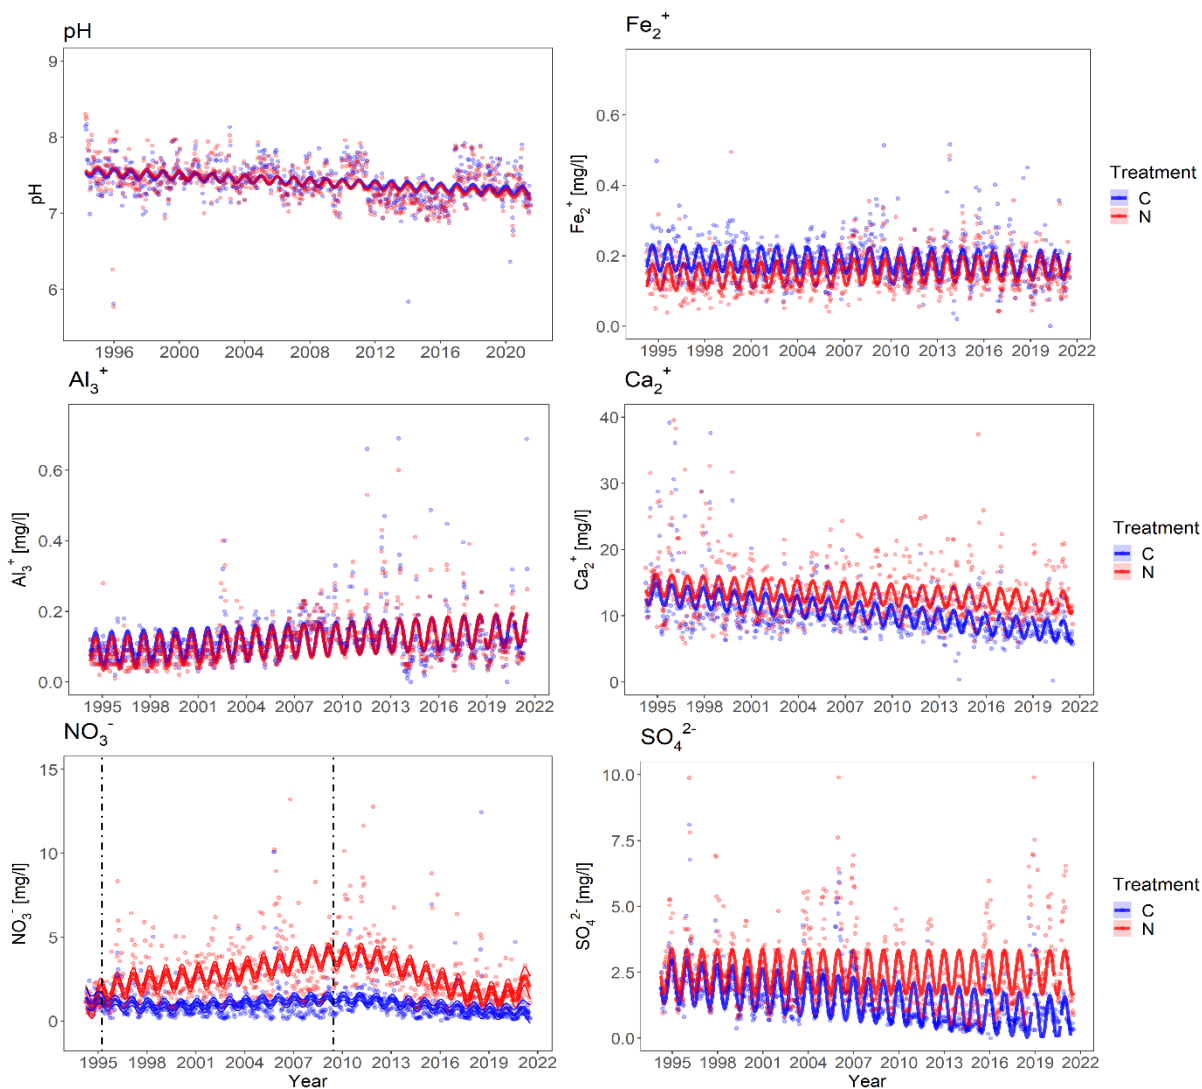 pH
9
8
7
6
pH
1996 2000 2004 2008 2012 2016 2020
Fe₂⁺
0.6
0.4
0.2
0.0
Fe₂⁺ [mg/l]
1995 1998 2001 2004 2007 2010 2013 2016 2019 2022
Treatment
C
N
Al₃⁺
0.6
0.4
0.2
0.0
Al₃⁺ [mg/l]
1995 1998 2001 2004 2007 2010 2013 2016 2019 2022
Ca₂⁺
40
30
20
10
0
Ca₂⁺ [mg/l]
1995 1998 2001 2004 2007 2010 2013 2016 2019 2022
Treatment
C
N
NO₃⁻
15
10
5
0
NO₃⁻ [mg/l]
1995 1998 2001 2004 2007 2010 2013 2016 2019 2022
Year
SO₄²⁻
10.0
7.5
5.0
2.5
0.0
SO₄²⁻ [mg/l]
1995 1998 2001 2004 2007 2010 2013 2016 2019 2022
Year
Treatment
C
N